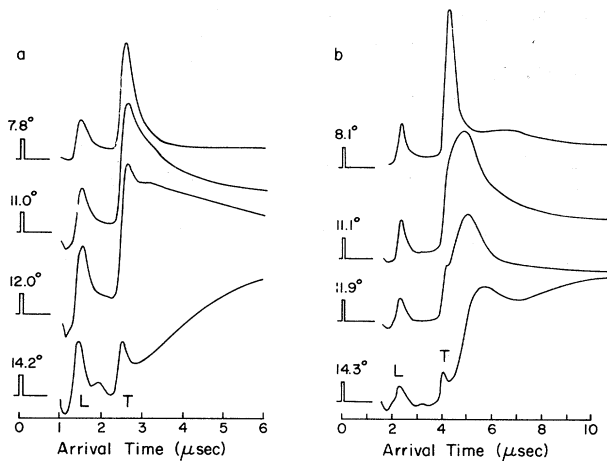 a
7.8°
11.0°
12.0°
14.2°
L
T
0 1 2 3 4 5 6
Arrival Time (μsec)
b
8.1°
11.1°
11.9°
14.3°
L
T
0 2 4 6 8 10
Arrival Time (μsec)